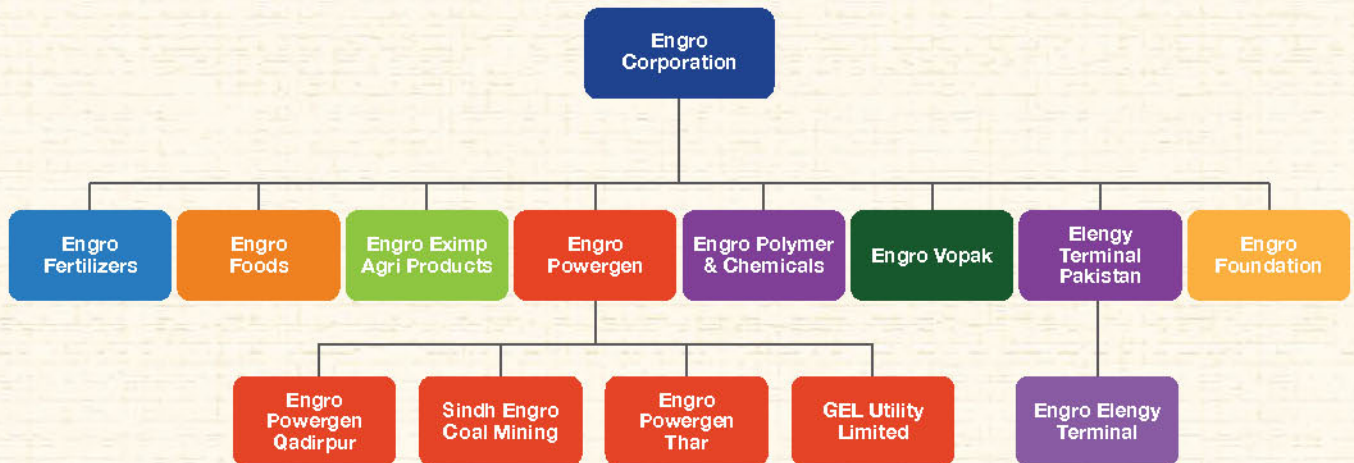 Engro
Corporation
Engro
Fertilizers
Engro
Foods
Engro Eximp
Agri Products
Engro
Powergen
Engro Polymer
& Chemicals
Engro Vopak
Elengy
Terminal
Pakistan
Engro
Foundation
Engro
Powergen
Qadirpur
Sindh Engro
Coal Mining
Engro
Powergen
Thar
GEL Utility
Limited
Engro Elengy
Terminal